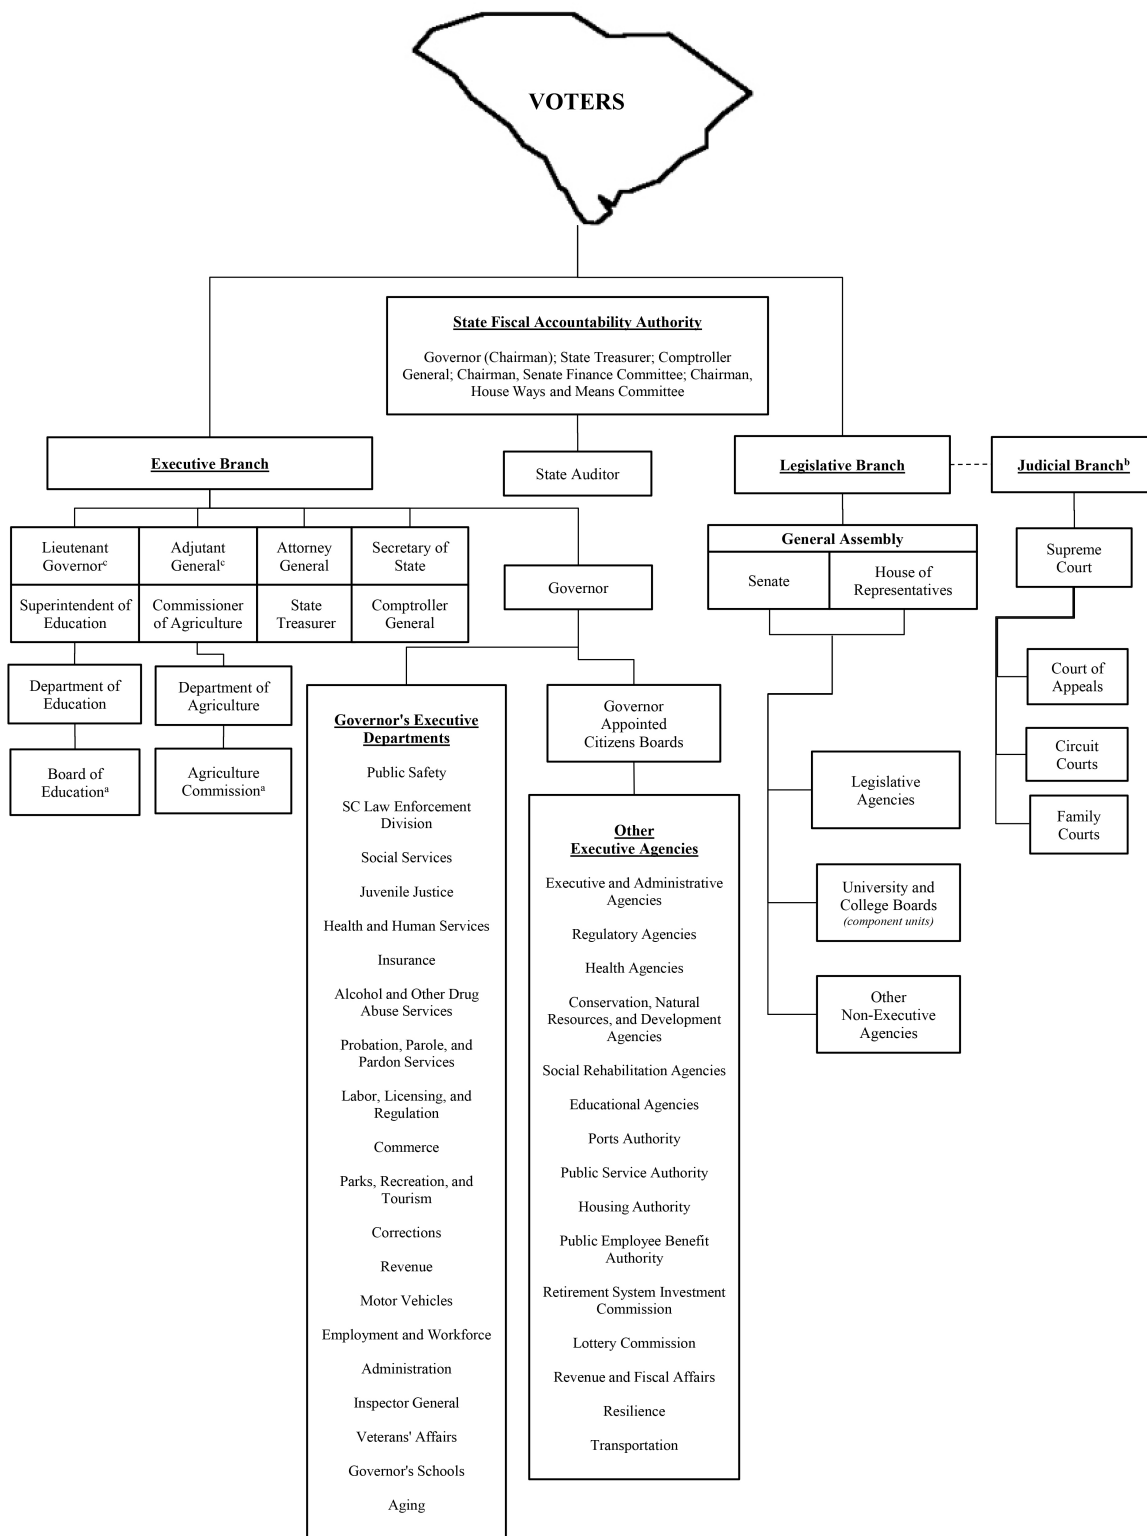 VOTERS
State Fiscal Accountability Authority
Governor (Chairman); State Treasurer; Comptroller
General; Chairman, Senate Finance Committee; Chairman,
House Ways and Means Committee
State Auditor
Executive Branch
Lieutenant
Governorᶜ
Adjutant
Generalᶜ
Attorney
General
Secretary of
State
Superintendent of
Education
Commissioner
of Agriculture
State
Treasurer
Comptroller
General
Governor
Department of
Education
Department of
Agriculture
Board of
Educationᵃ
Agriculture
Commissionᵃ
Governor's Executive
Departments
Public Safety
SC Law Enforcement
Division
Social Services
Juvenile Justice
Health and Human Services
Insurance
Alcohol and Other Drug
Abuse Services
Probation, Parole, and
Pardon Services
Labor, Licensing, and
Regulation
Commerce
Parks, Recreation, and
Tourism
Corrections
Revenue
Motor Vehicles
Employment and Workforce
Administration
Inspector General
Veterans' Affairs
Governor's Schools
Aging
Governor
Appointed
Citizens Boards
Other
Executive Agencies
Executive and Administrative
Agencies
Regulatory Agencies
Health Agencies
Conservation, Natural
Resources, and Development
Agencies
Social Rehabilitation Agencies
Educational Agencies
Ports Authority
Public Service Authority
Housing Authority
Public Employee Benefit
Authority
Retirement System Investment
Commission
Lottery Commission
Revenue and Fiscal Affairs
Resilience
Transportation
Legislative Branch
General Assembly
Senate
House of
Representatives
Legislative
Agencies
University and
College Boards
(component units)
Other
Non-Executive
Agencies
Judicial Branchᵇ
Supreme
Court
Court of
Appeals
Circuit
Courts
Family
Courts